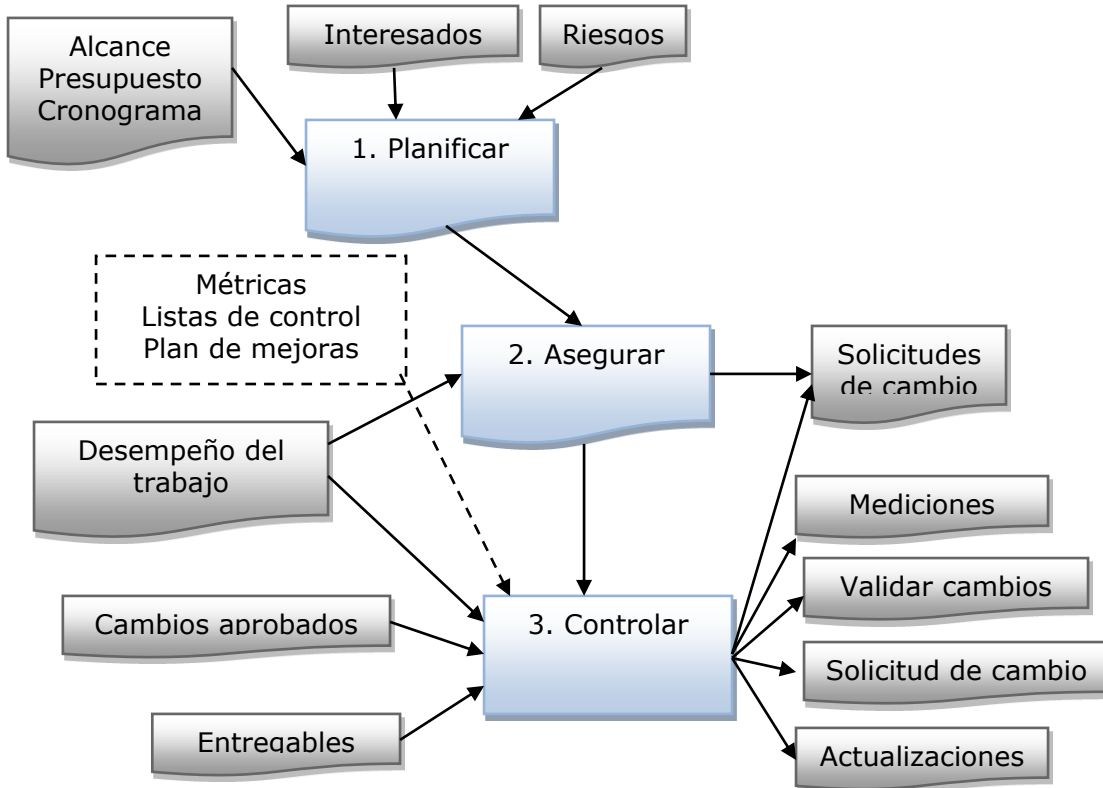 Alcance
Presupuesto
Cronograma
Interesados
Riesgos
1. Planificar
Métricas
Listas de control
Plan de mejoras
2. Asegurar
Solicitudes
de cambio
Desempeño del
trabajo
Mediciones
Validar cambios
Cambios aprobados
3. Controlar
Solicitud de cambio
Entregables
Actualizaciones